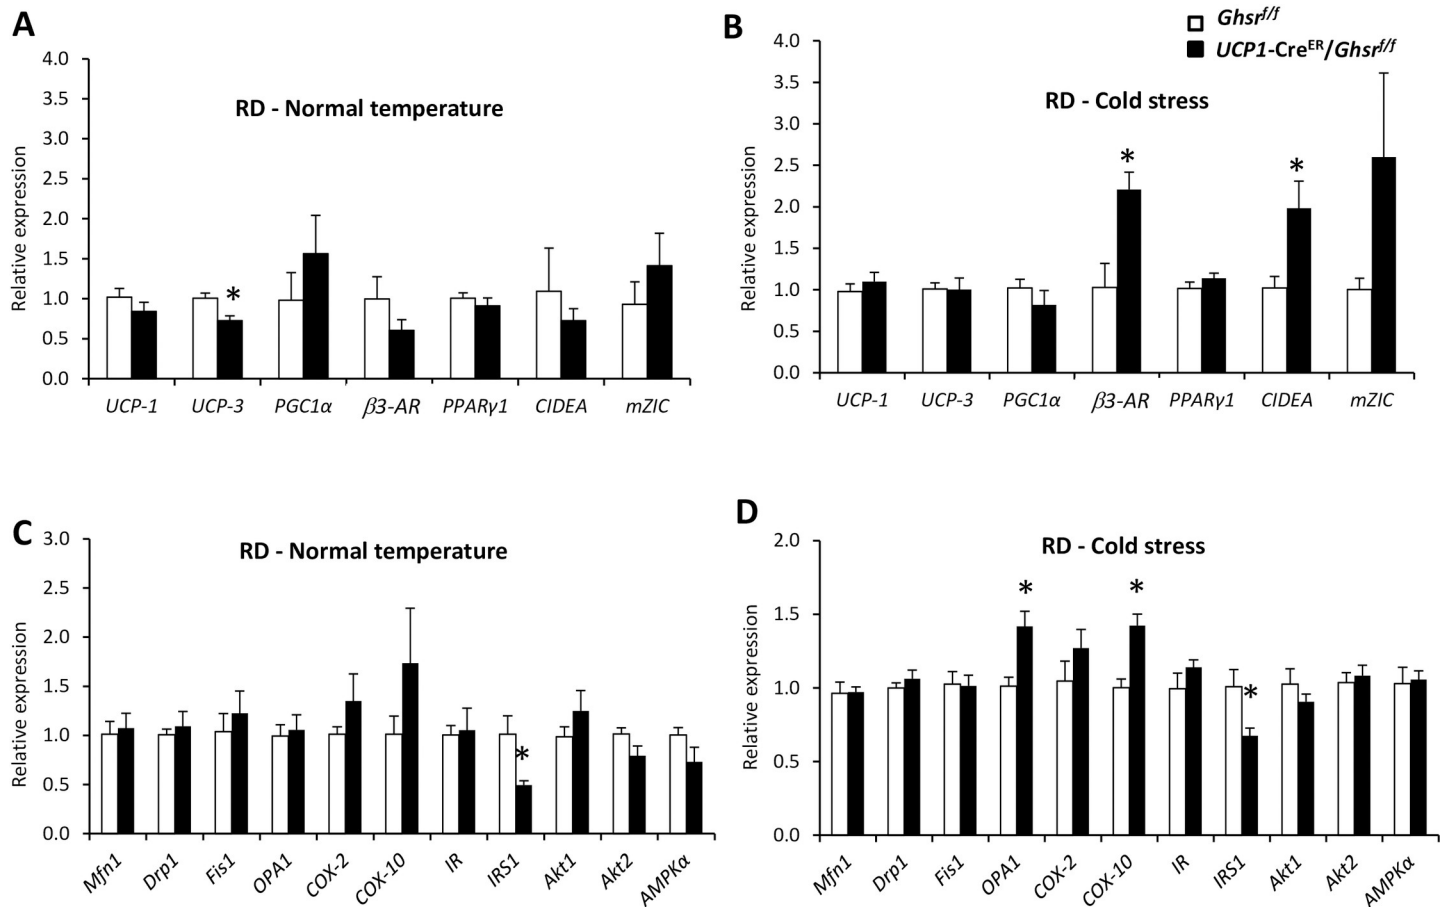 A
RD - Normal temperature
Relative expression
4.0
3.5
3.0
2.5
2.0
1.5
1.0
0.5
0.0
*
UCP-1 UCP-3 PGC1α β3-AR PPARγ1 CIDEA mZIC
B
Ghsr^f/f
UCP1-Cre^ER/Ghsr^f/f
RD - Cold stress
Relative expression
4.0
3.5
3.0
2.5
2.0
1.5
1.0
0.5
0.0
* *
UCP-1 UCP-3 PGC1α β3-AR PPARγ1 CIDEA mZIC
C
RD - Normal temperature
Relative expression
3.0
2.5
2.0
1.5
1.0
0.5
0.0
*
Mfn1 Drp1 Fis1 OPA1 COX-2 COX-10 IR IRS1 Akt1 Akt2 AMPKα
D
RD - Cold stress
Relative expression
2.0
1.5
1.0
0.5
0.0
* * *
Mfn1 Drp1 Fis1 OPA1 COX-2 COX-10 IR IRS1 Akt1 Akt2 AMPKα